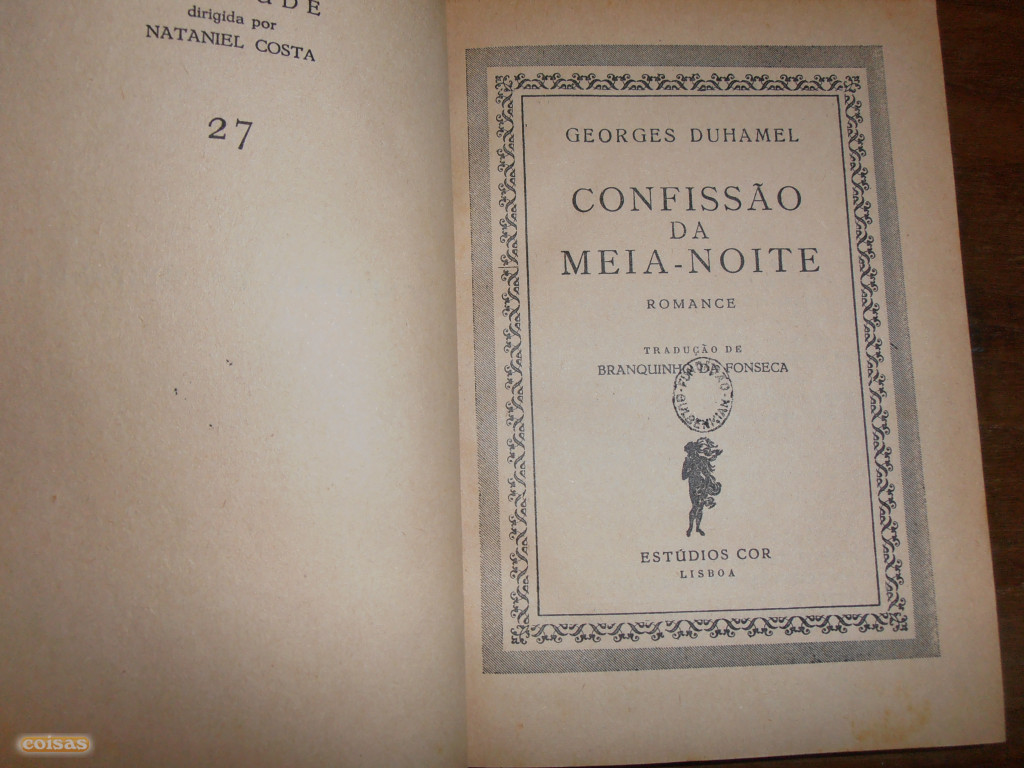 dirigida por
NATANIEL COSTA
27
GEORGES DUHAMEL
CONFISSÃO
DA
MEIA-NOITE
ROMANCE
TRADUÇÃO DE
BRANQUINHO DA FONSECA
ESTÚDIOS COR
LISBOA
coisas